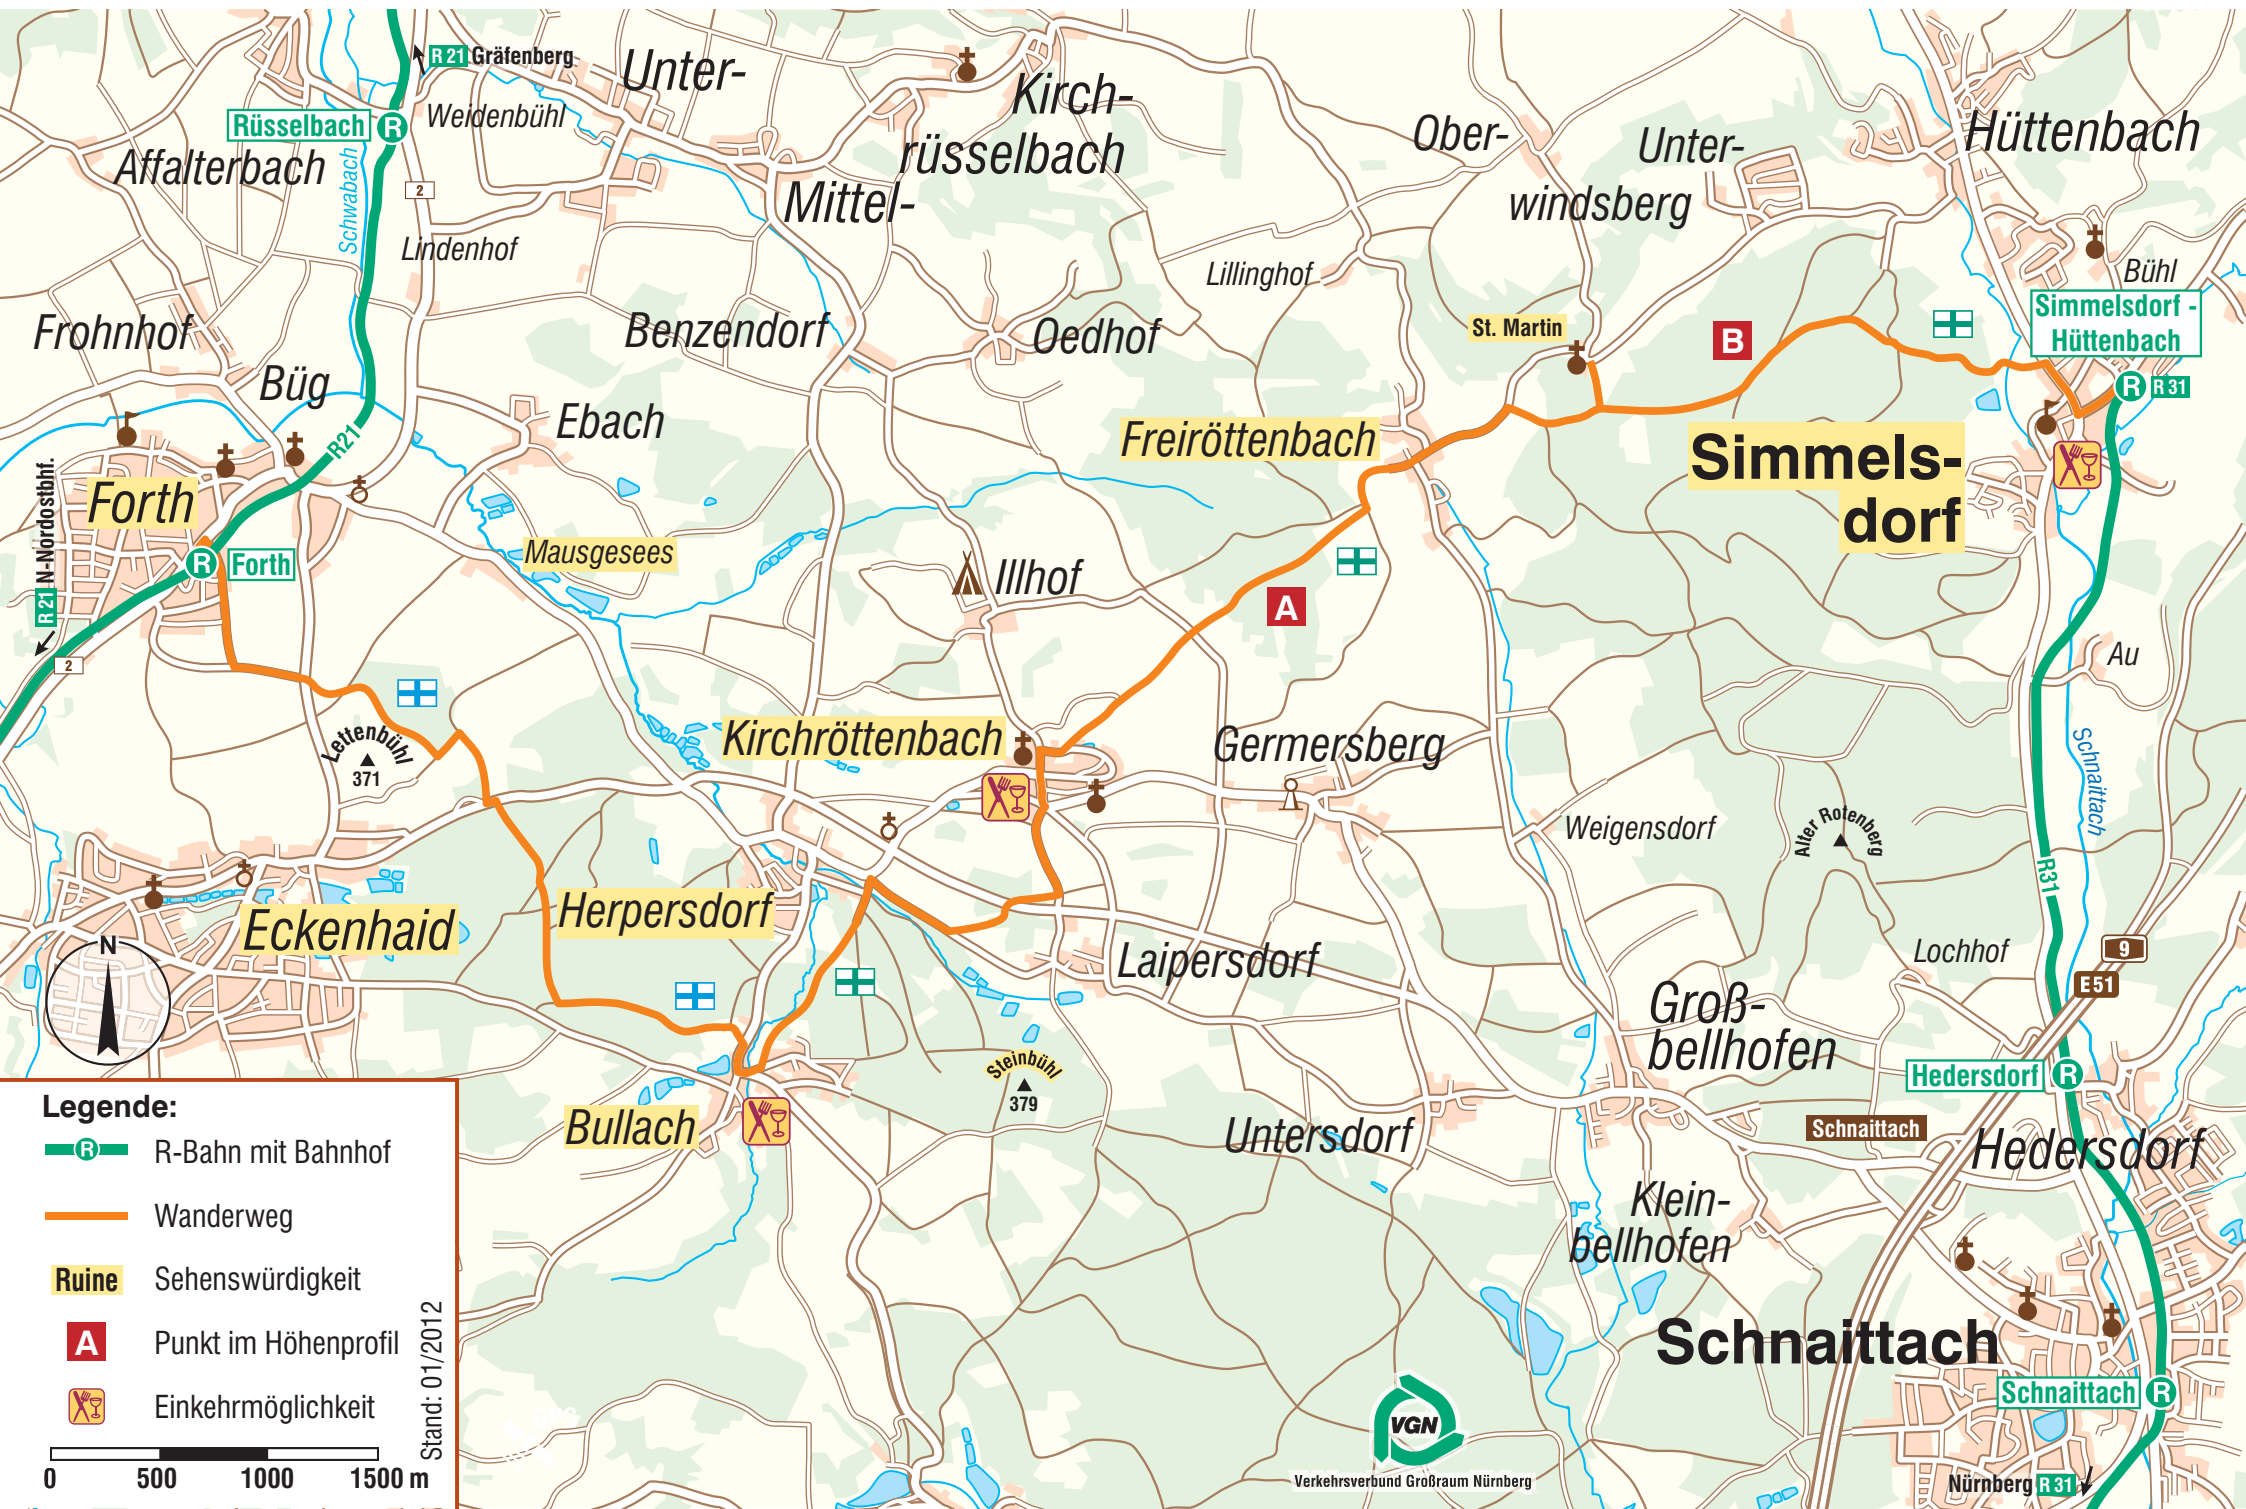 R 21 Gräfenberg
Unter-
Kirch-
rüsselbach
Mittel-
Weidenbühl
Rüsselbach R
Affalterbach
Schwabach
2
Lindenhof
Ober-
Unter-
windsberg
Hüttenbach
Lillinghof
Bühl
Simmelsdorf -
Hüttenbach
R R 31
Frohnhof
Büg
Benzendorf
Oedhof
St. Martin
B
Ebach
Freiröttenbach
Simmels-
dorf
R21
Forth
R Forth
R 21 N-Nordostbhf.
2
Mausgesees
Illhof
A
Au
Lettenbühl
371
Kirchröttenbach
Germersberg
Schnaittach
Weigensdorf
Alter Rotenberg
R31
Eckenhaid
Herpersdorf
Laipersdorf
Lochhof
9
E51
N
Groß-
bellhofen
Steinbühl
379
Hedersdorf R
Bullach
Untersdorf
Schnaittach
Hedersdorf
Klein-
bellhofen
Schnaittach
Schnaittach R
VGN
Verkehrsverbund Großraum Nürnberg
Nürnberg R 31
Legende:
R R-Bahn mit Bahnhof
Wanderweg
Ruine Sehenswürdigkeit
A Punkt im Höhenprofil
Einkehrmöglichkeit
0 500 1000 1500 m
Stand: 01/2012